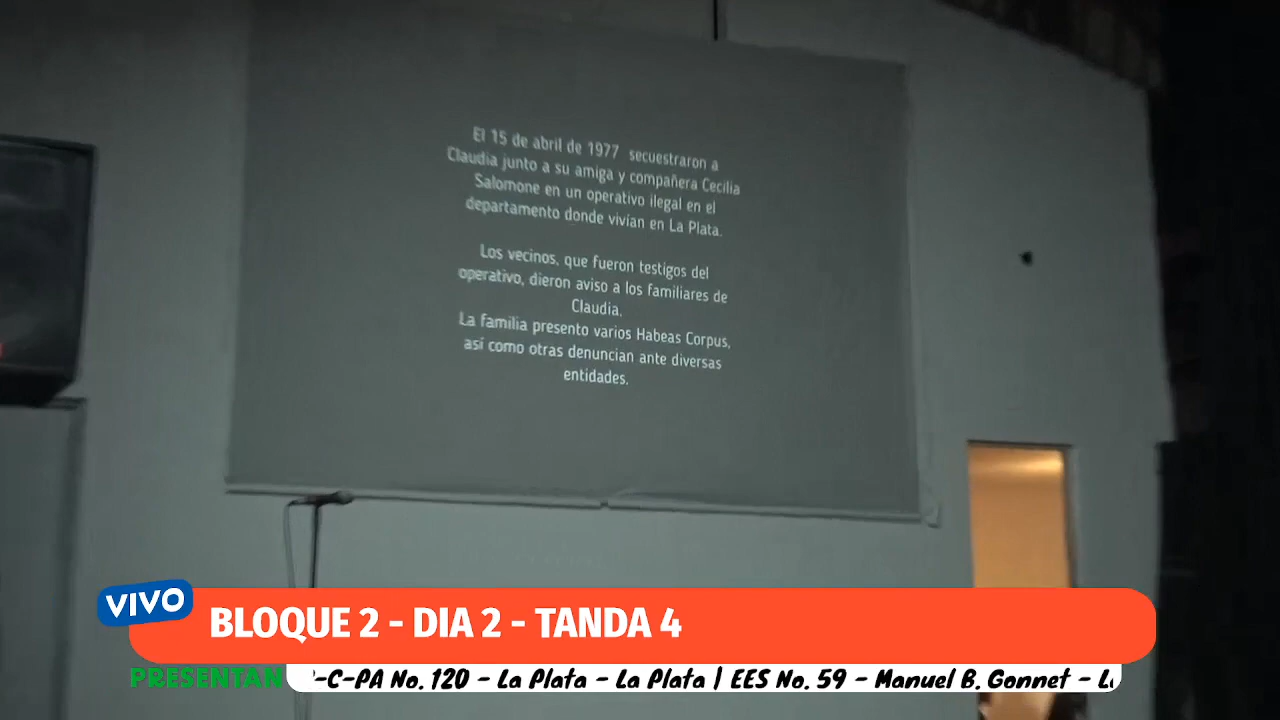 El 15 de abril de 1977 secuestraron a
Claudia junto a su amiga y compañera Cecilia
Salomone en un operativo ilegal en el
departamento donde vivían en La Plata.
Los vecinos, que fueron testigos del
operativo, dieron aviso a los familiares de
Claudia.
La familia presento varios Habeas Corpus,
así como otras denuncian ante diversas
entidades.
VIVO
BLOQUE 2 - DIA 2 - TANDA 4
PRESENTAN
-C-PA No. 120 - La Plata - La Plata | EES No. 59 - Manuel B. Gonnet -